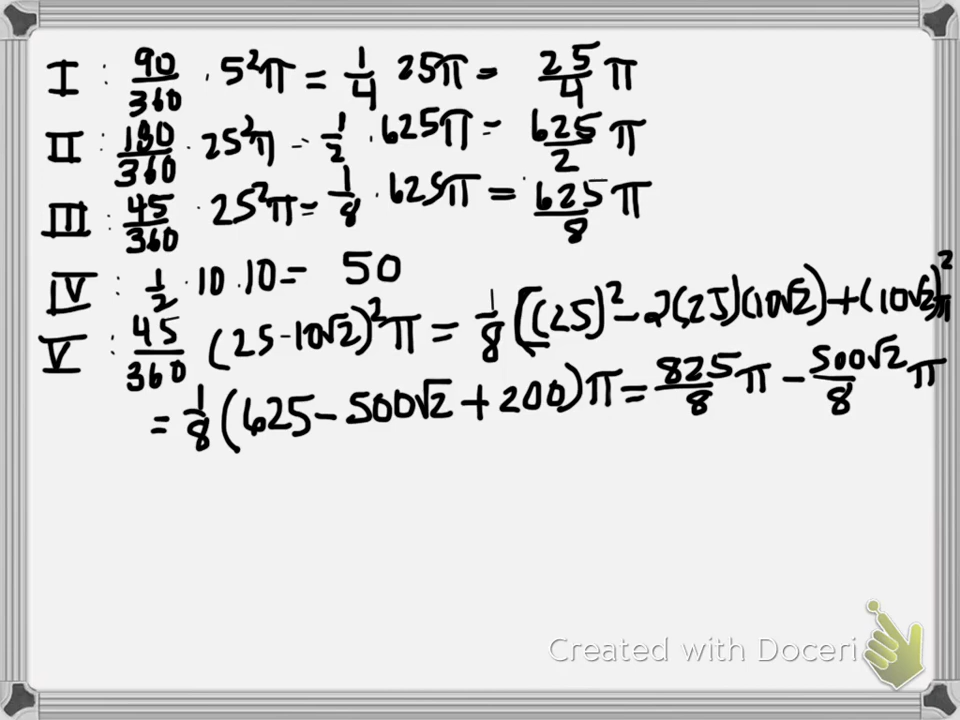 I : 90/360 · 5²π = 1/4 25π = 25/4 π
II : 180/360 · 25²π = 1/2 · 625π = 625/2 π
III : 45/360 · 25²π = 1/8 · 625π = 625/8 π
IV : 1/2 · 10 · 10 = 50
V : 45/360 (25 - 10√2)²π = 1/8 ((25)² - 2(25)(10√2) + (10√2)²π
= 1/8 (625 - 500√2 + 200)π = 825/8 π - 500√2/8 π
Created with Doceri